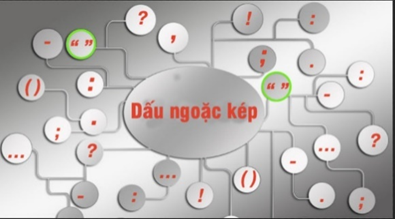 ? ! :
- “ ” , ; . :
( ) : “ ” -
Dấu ngoặc kép
; . ?
... ? ... ( ) - ...
- : ! . ;